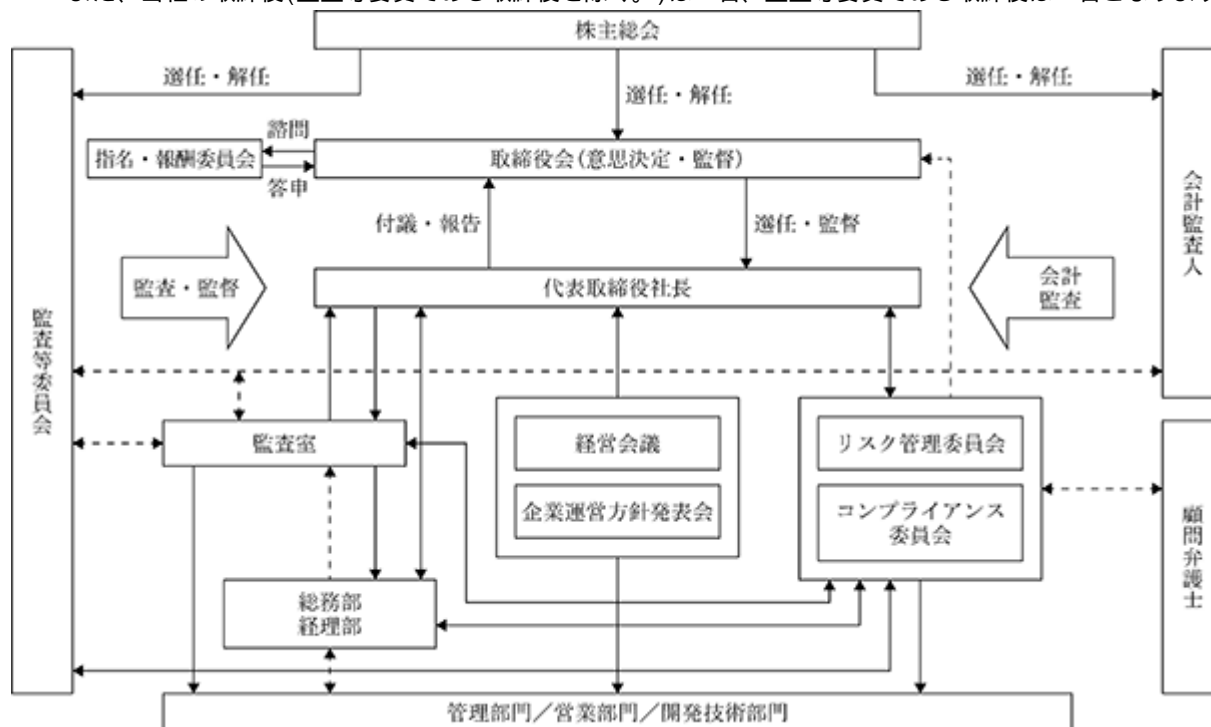 株主総会
選任・解任
選任・解任
選任・解任
諮問
指名・報酬委員会
取締役会(意思決定・監督)
答申
付議・報告
選任・監督
会計監査人
監査・監督
代表取締役社長
会計
監査
監査等委員会
監査室
経営会議
リスク管理委員会
企業運営方針発表会
コンプライアンス
委員会
顧問弁護士
総務部
経理部
管理部門／営業部門／開発技術部門